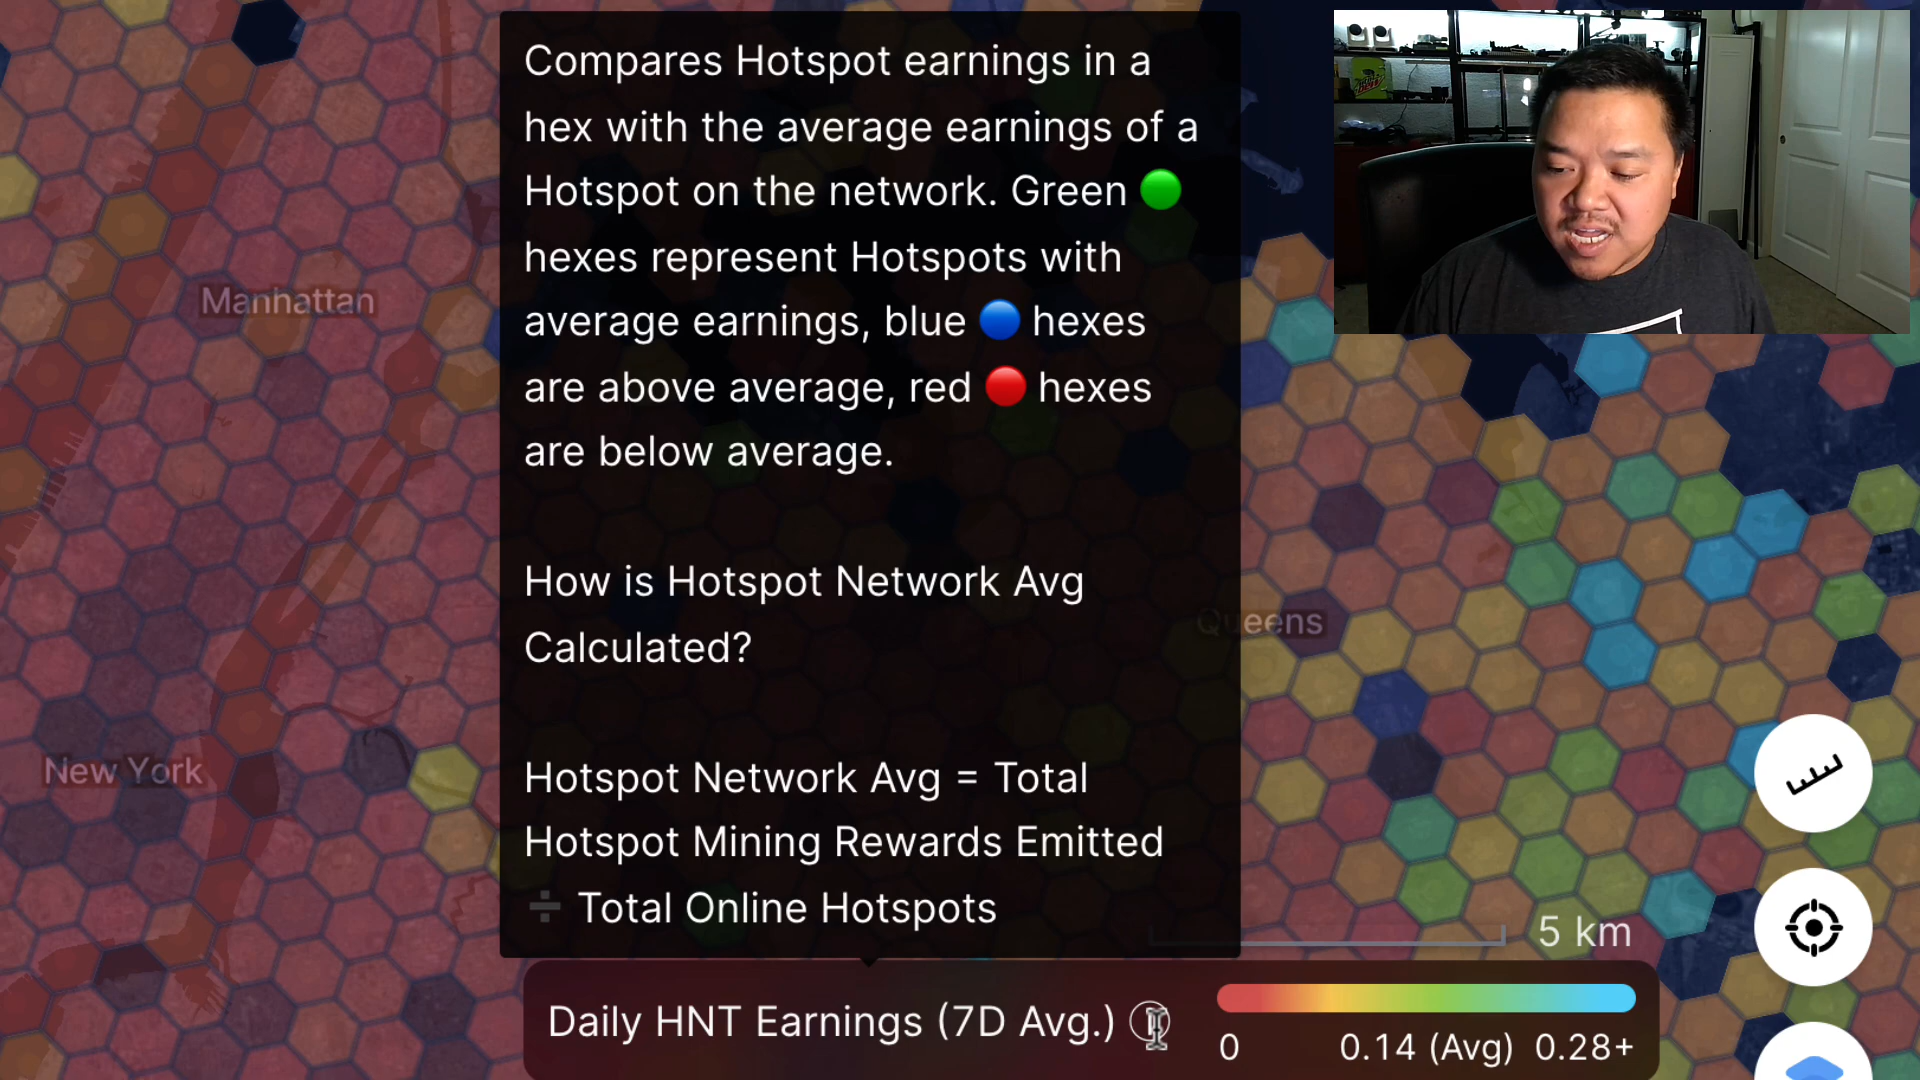 Compares Hotspot earnings in a
hex with the average earnings of a
Hotspot on the network. Green 🟢
hexes represent Hotspots with
average earnings, blue 🔵 hexes
are above average, red 🔴 hexes
are below average.
How is Hotspot Network Avg
Calculated?
Hotspot Network Avg = Total
Hotspot Mining Rewards Emitted
➗ Total Online Hotspots
Manhattan
Queens
New York
5 km
Daily HNT Earnings (7D Avg.)
0 0.14 (Avg) 0.28+